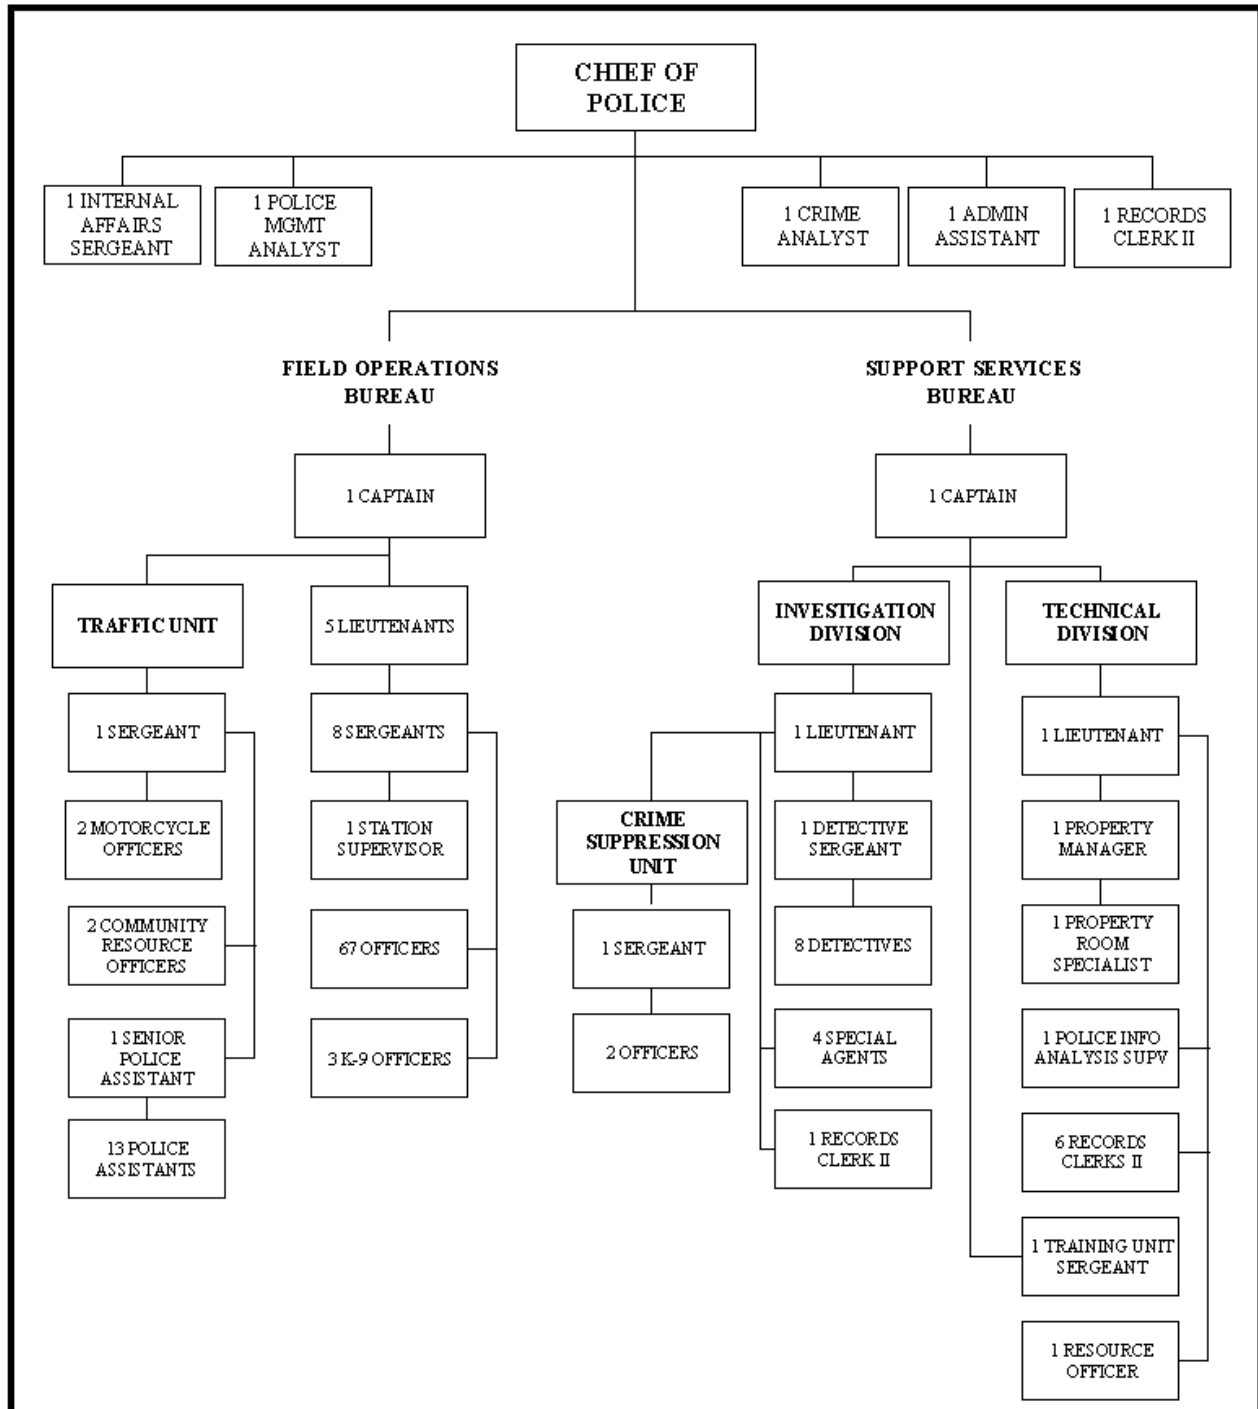 CHIEF OF
POLICE
1 INTERNAL
AFFAIRS
SERGEANT
1 POLICE
MGMT
ANALYST
1 CRIME
ANALYST
1 ADMIN
ASSISTANT
1 RECORDS
CLERK II
FIELD OPERATIONS
BUREAU
SUPPORT SERVICES
BUREAU
1 CAPTAIN
1 CAPTAIN
TRAFFIC UNIT
5 LIEUTENANTS
INVESTIGATION
DIVISION
TECHNICAL
DIVISION
1 SERGEANT
8 SERGEANTS
1 LIEUTENANT
1 LIEUTENANT
2 MOTORCYCLE
OFFICERS
1 STATION
SUPERVISOR
CRIME
SUPPRESSION
UNIT
1 DETECTIVE
SERGEANT
1 PROPERTY
MANAGER
2 COMMUNITY
RESOURCE
OFFICERS
67 OFFICERS
1 SERGEANT
8 DETECTIVES
1 PROPERTY
ROOM
SPECIALIST
1 SENIOR
POLICE
ASSISTANT
3 K-9 OFFICERS
2 OFFICERS
4 SPECIAL
AGENTS
1 POLICE INFO
ANALYSIS SUPV
13 POLICE
ASSISTANTS
1 RECORDS
CLERK II
6 RECORDS
CLERKS II
1 TRAINING UNIT
SERGEANT
1 RESOURCE
OFFICER